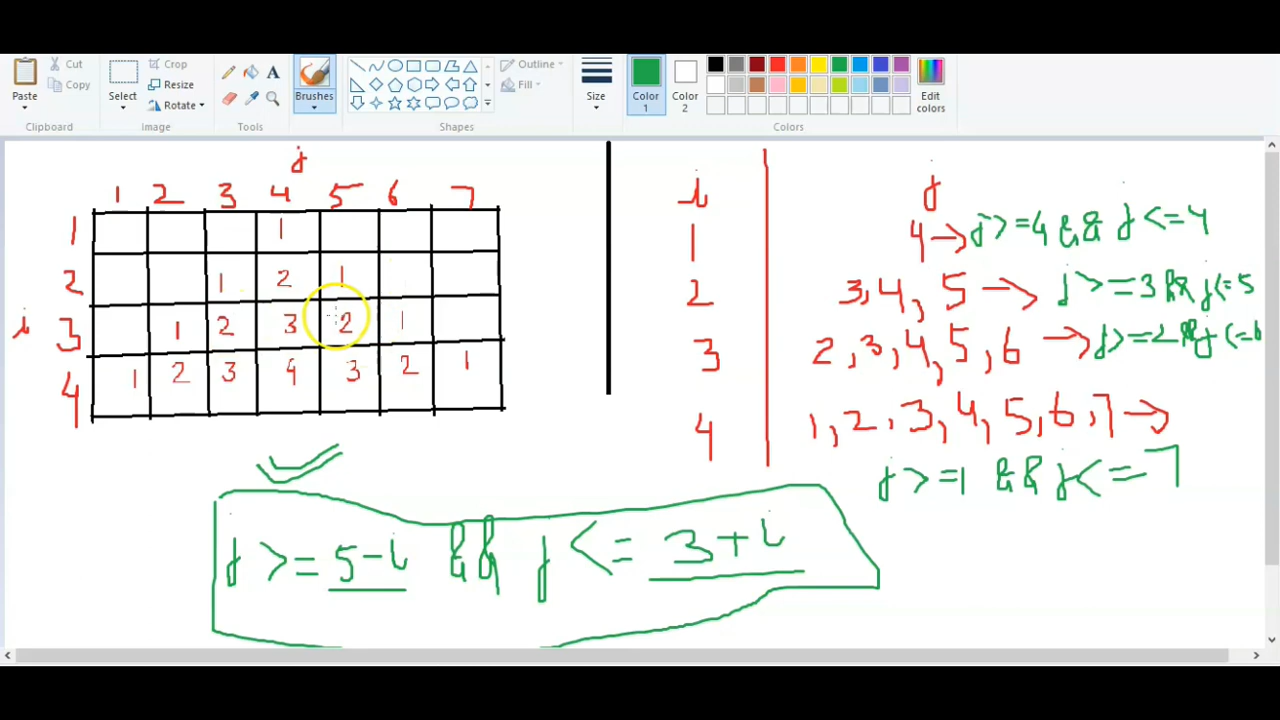 Paste
Cut
Copy
Clipboard
Select
Crop
Resize
Rotate
Image
A
Tools
Brushes
Outline
Fill
Shapes
Size
Color 1
Color 2
Edit colors
Colors
j
1 2 3 4 5 6 7
1 1
2 1 2 1
i
3 1 2 3 2 1
4 1 2 3 4 3 2 1
i j
1 4 → j>=4 && j<=4
2 3,4,5 → j>=3 && j<=5
3 2,3,4,5,6 → j>=2 && j<=6
4 1,2,3,4,5,6,7 →
j>=1 && j<=7
j>=5-i && j<=3+i